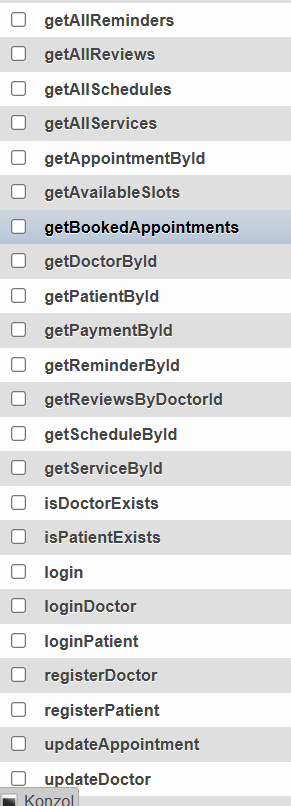 getAllReminders
getAllReviews
getAllSchedules
getAllServices
getAppointmentById
getAvailableSlots
getBookedAppointments
getDoctorById
getPatientById
getPaymentById
getReminderById
getReviewsByDoctorId
getScheduleById
getServiceById
isDoctorExists
isPatientExists
login
loginDoctor
loginPatient
registerDoctor
registerPatient
updateAppointment
updateDoctor
Konzol